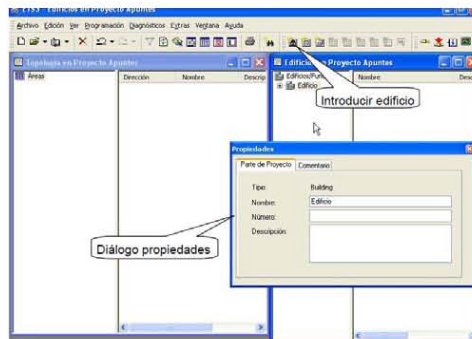 ETS3 - Edificios en Proyecto Apuntes
Archivo Edición Ver Programación Diagnósticos Extras Ventana Ayuda
Topología en Proyecto Apuntes
Áreas
Dirección Nombre Descrip
Edificios en Proyecto Apuntes
Edificios/Fun
Edificio
Nombre
Introducir edificio
Propiedades
Parte de Proyecto Comentario
Tipo: Building
Nombre: Edificio
Número:
Descripción
Diálogo propiedades